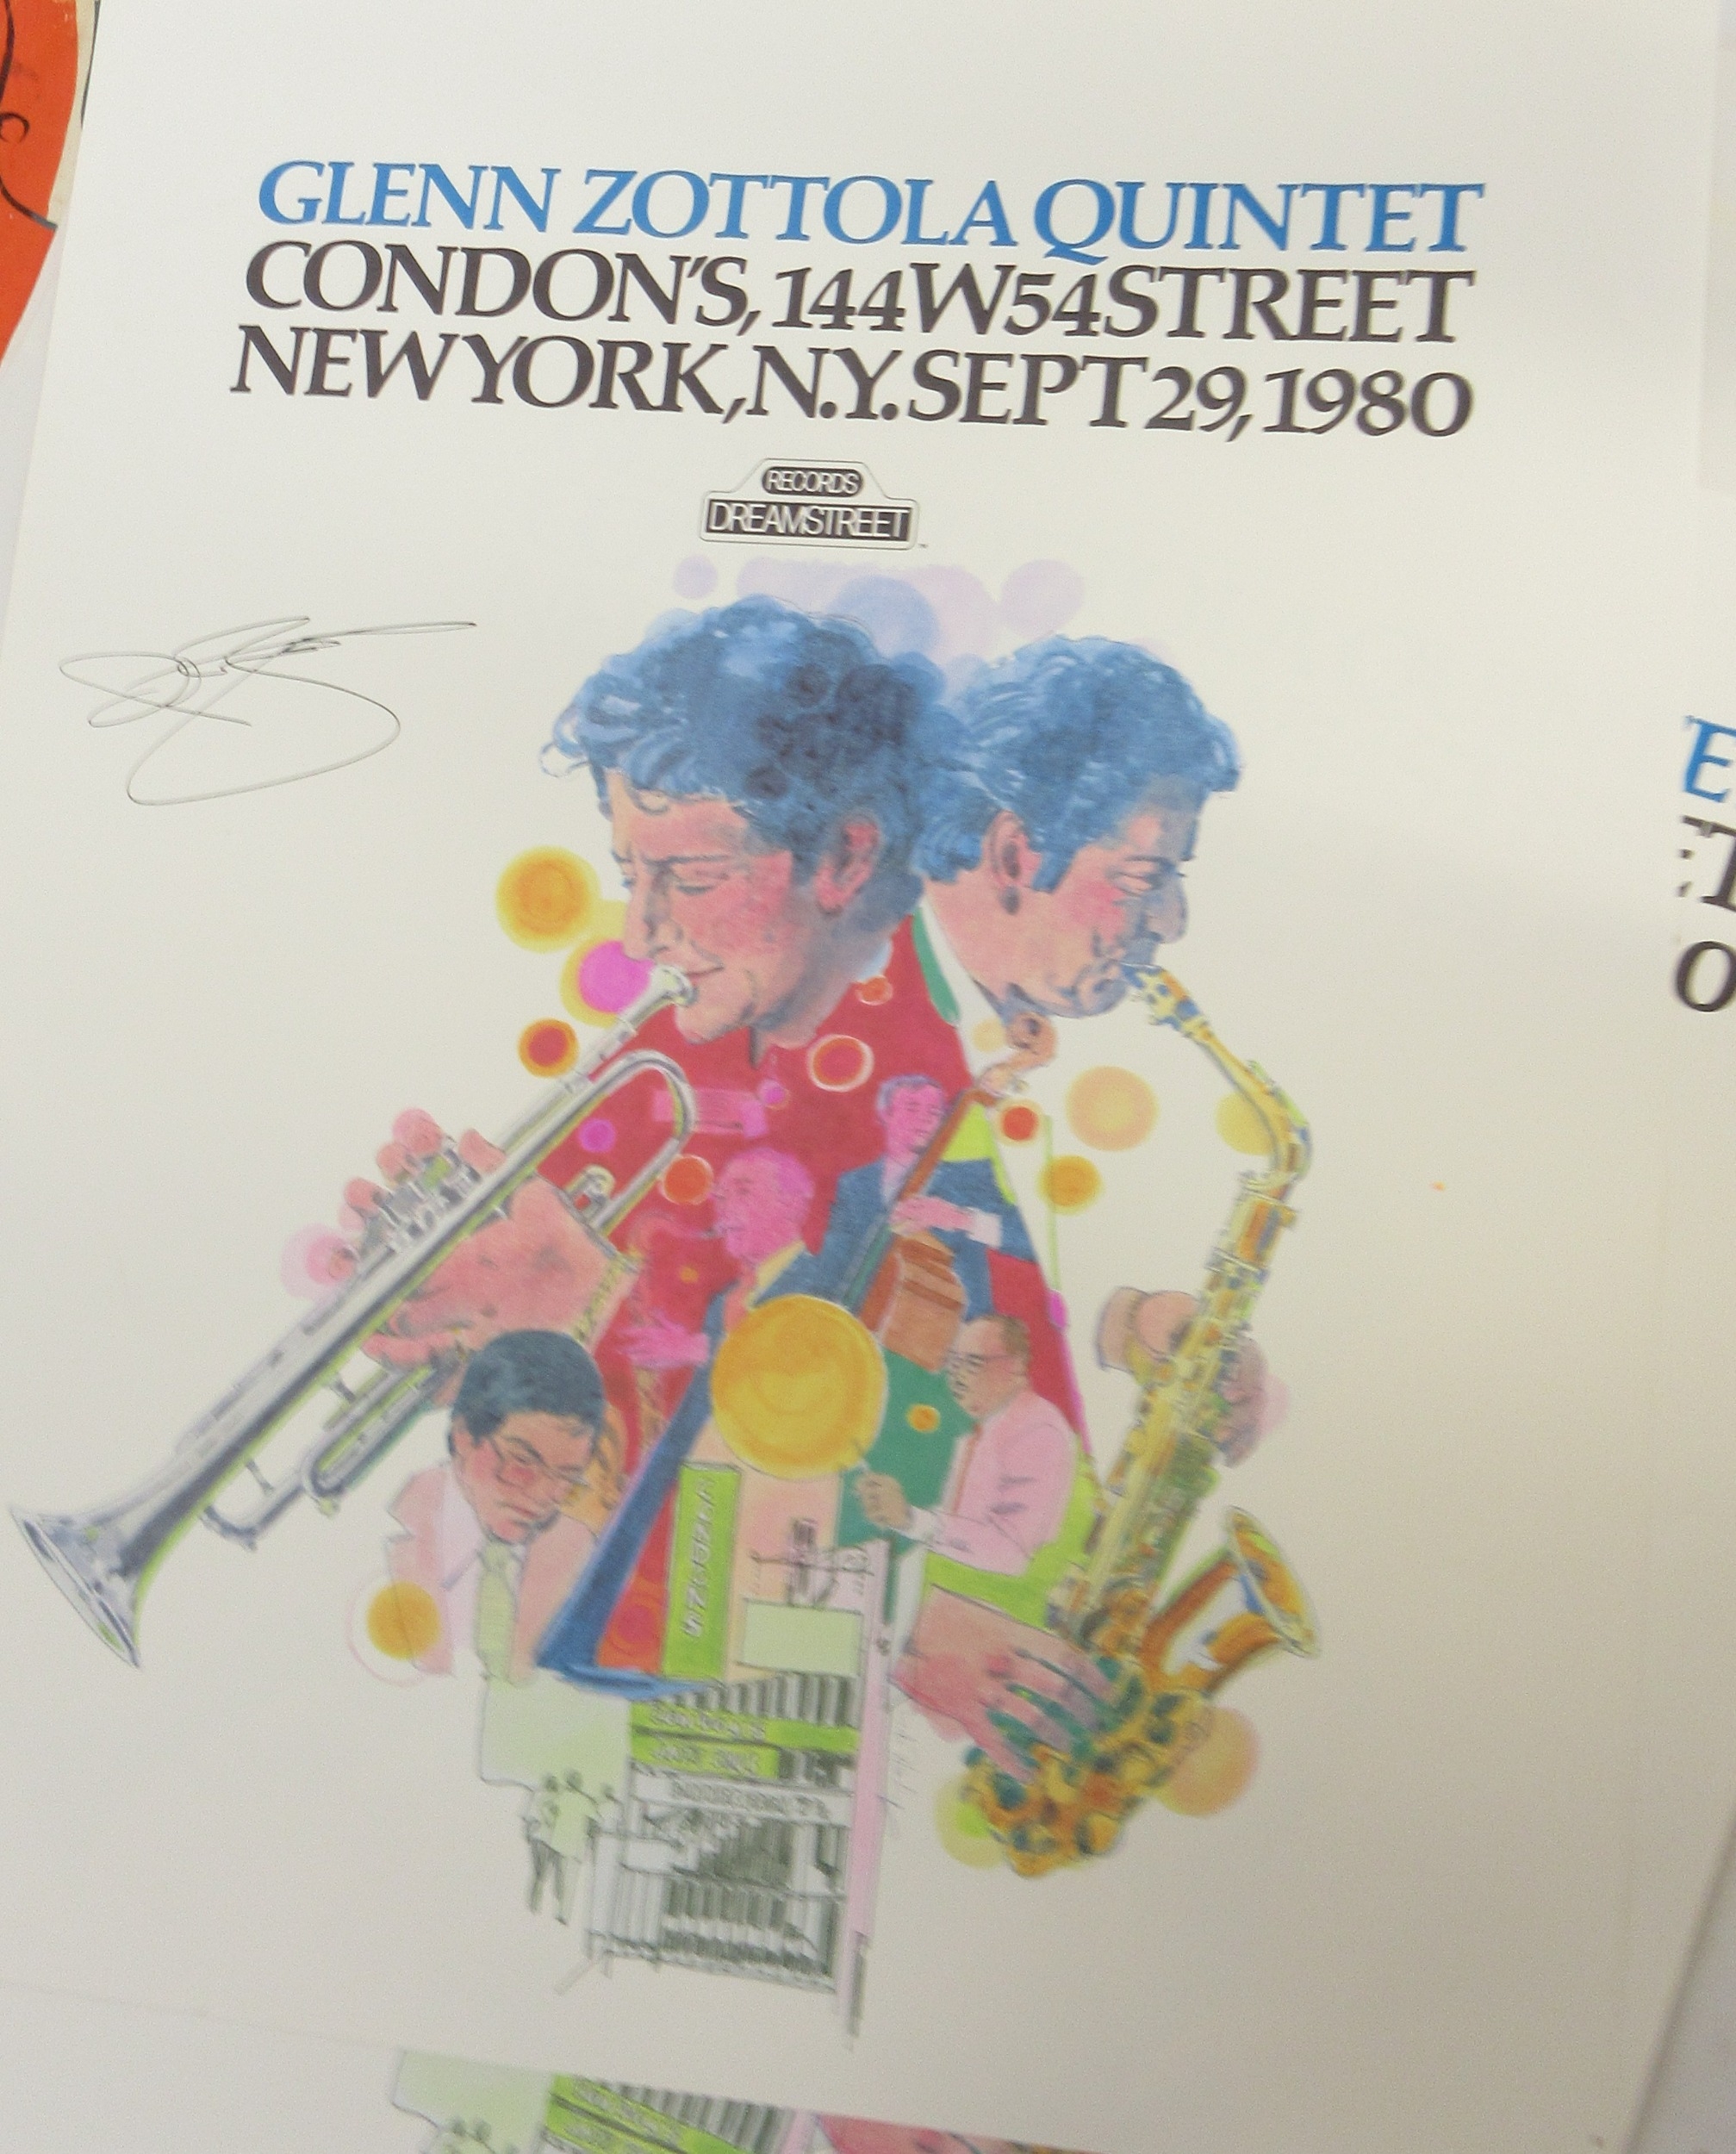 GLENN ZOTTOLA QUINTET
CONDON'S, 144 W 54 STREET
NEW YORK, N.Y. SEPT 29, 1980
RECORDS
DREAMSTREET